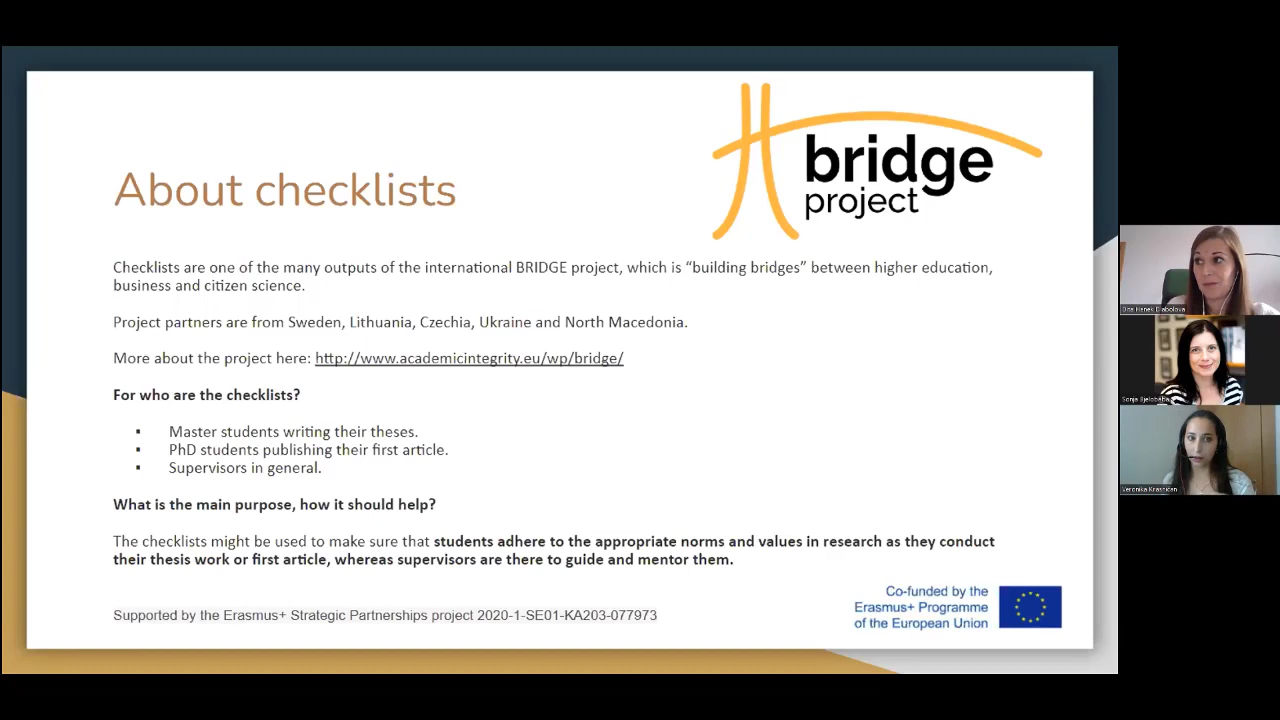 bridge
project
About checklists
Checklists are one of the many outputs of the international BRIDGE project, which is “building bridges” between higher education,
business and citizen science.
Project partners are from Sweden, Lithuania, Czechia, Ukraine and North Macedonia.
More about the project here: http://www.academicintegrity.eu/wp/bridge/
For who are the checklists?
▪ Master students writing their theses.
▪ PhD students publishing their first article.
▪ Supervisors in general.
What is the main purpose, how it should help?
The checklists might be used to make sure that students adhere to the appropriate norms and values in research as they conduct
their thesis work or first article, whereas supervisors are there to guide and mentor them.
Supported by the Erasmus+ Strategic Partnerships project 2020-1-SE01-KA203-077973
Co-funded by the
Erasmus+ Programme
of the European Union
Dita Henek Dlabolova
Sonja Bjelobaba
Veronika Krasnican